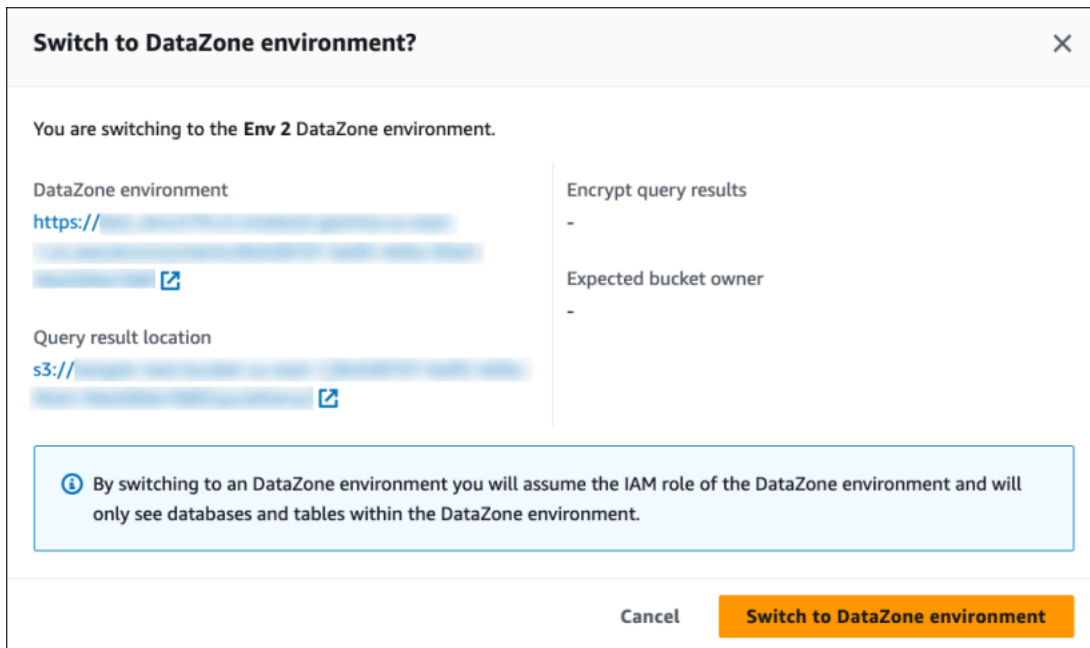 Switch to DataZone environment?
You are switching to the Env 2 DataZone environment.
DataZone environment
https://
Query result location
s3://
Encrypt query results
-
Expected bucket owner
-
By switching to an DataZone environment you will assume the IAM role of the DataZone environment and will
only see databases and tables within the DataZone environment.
Cancel
Switch to DataZone environment